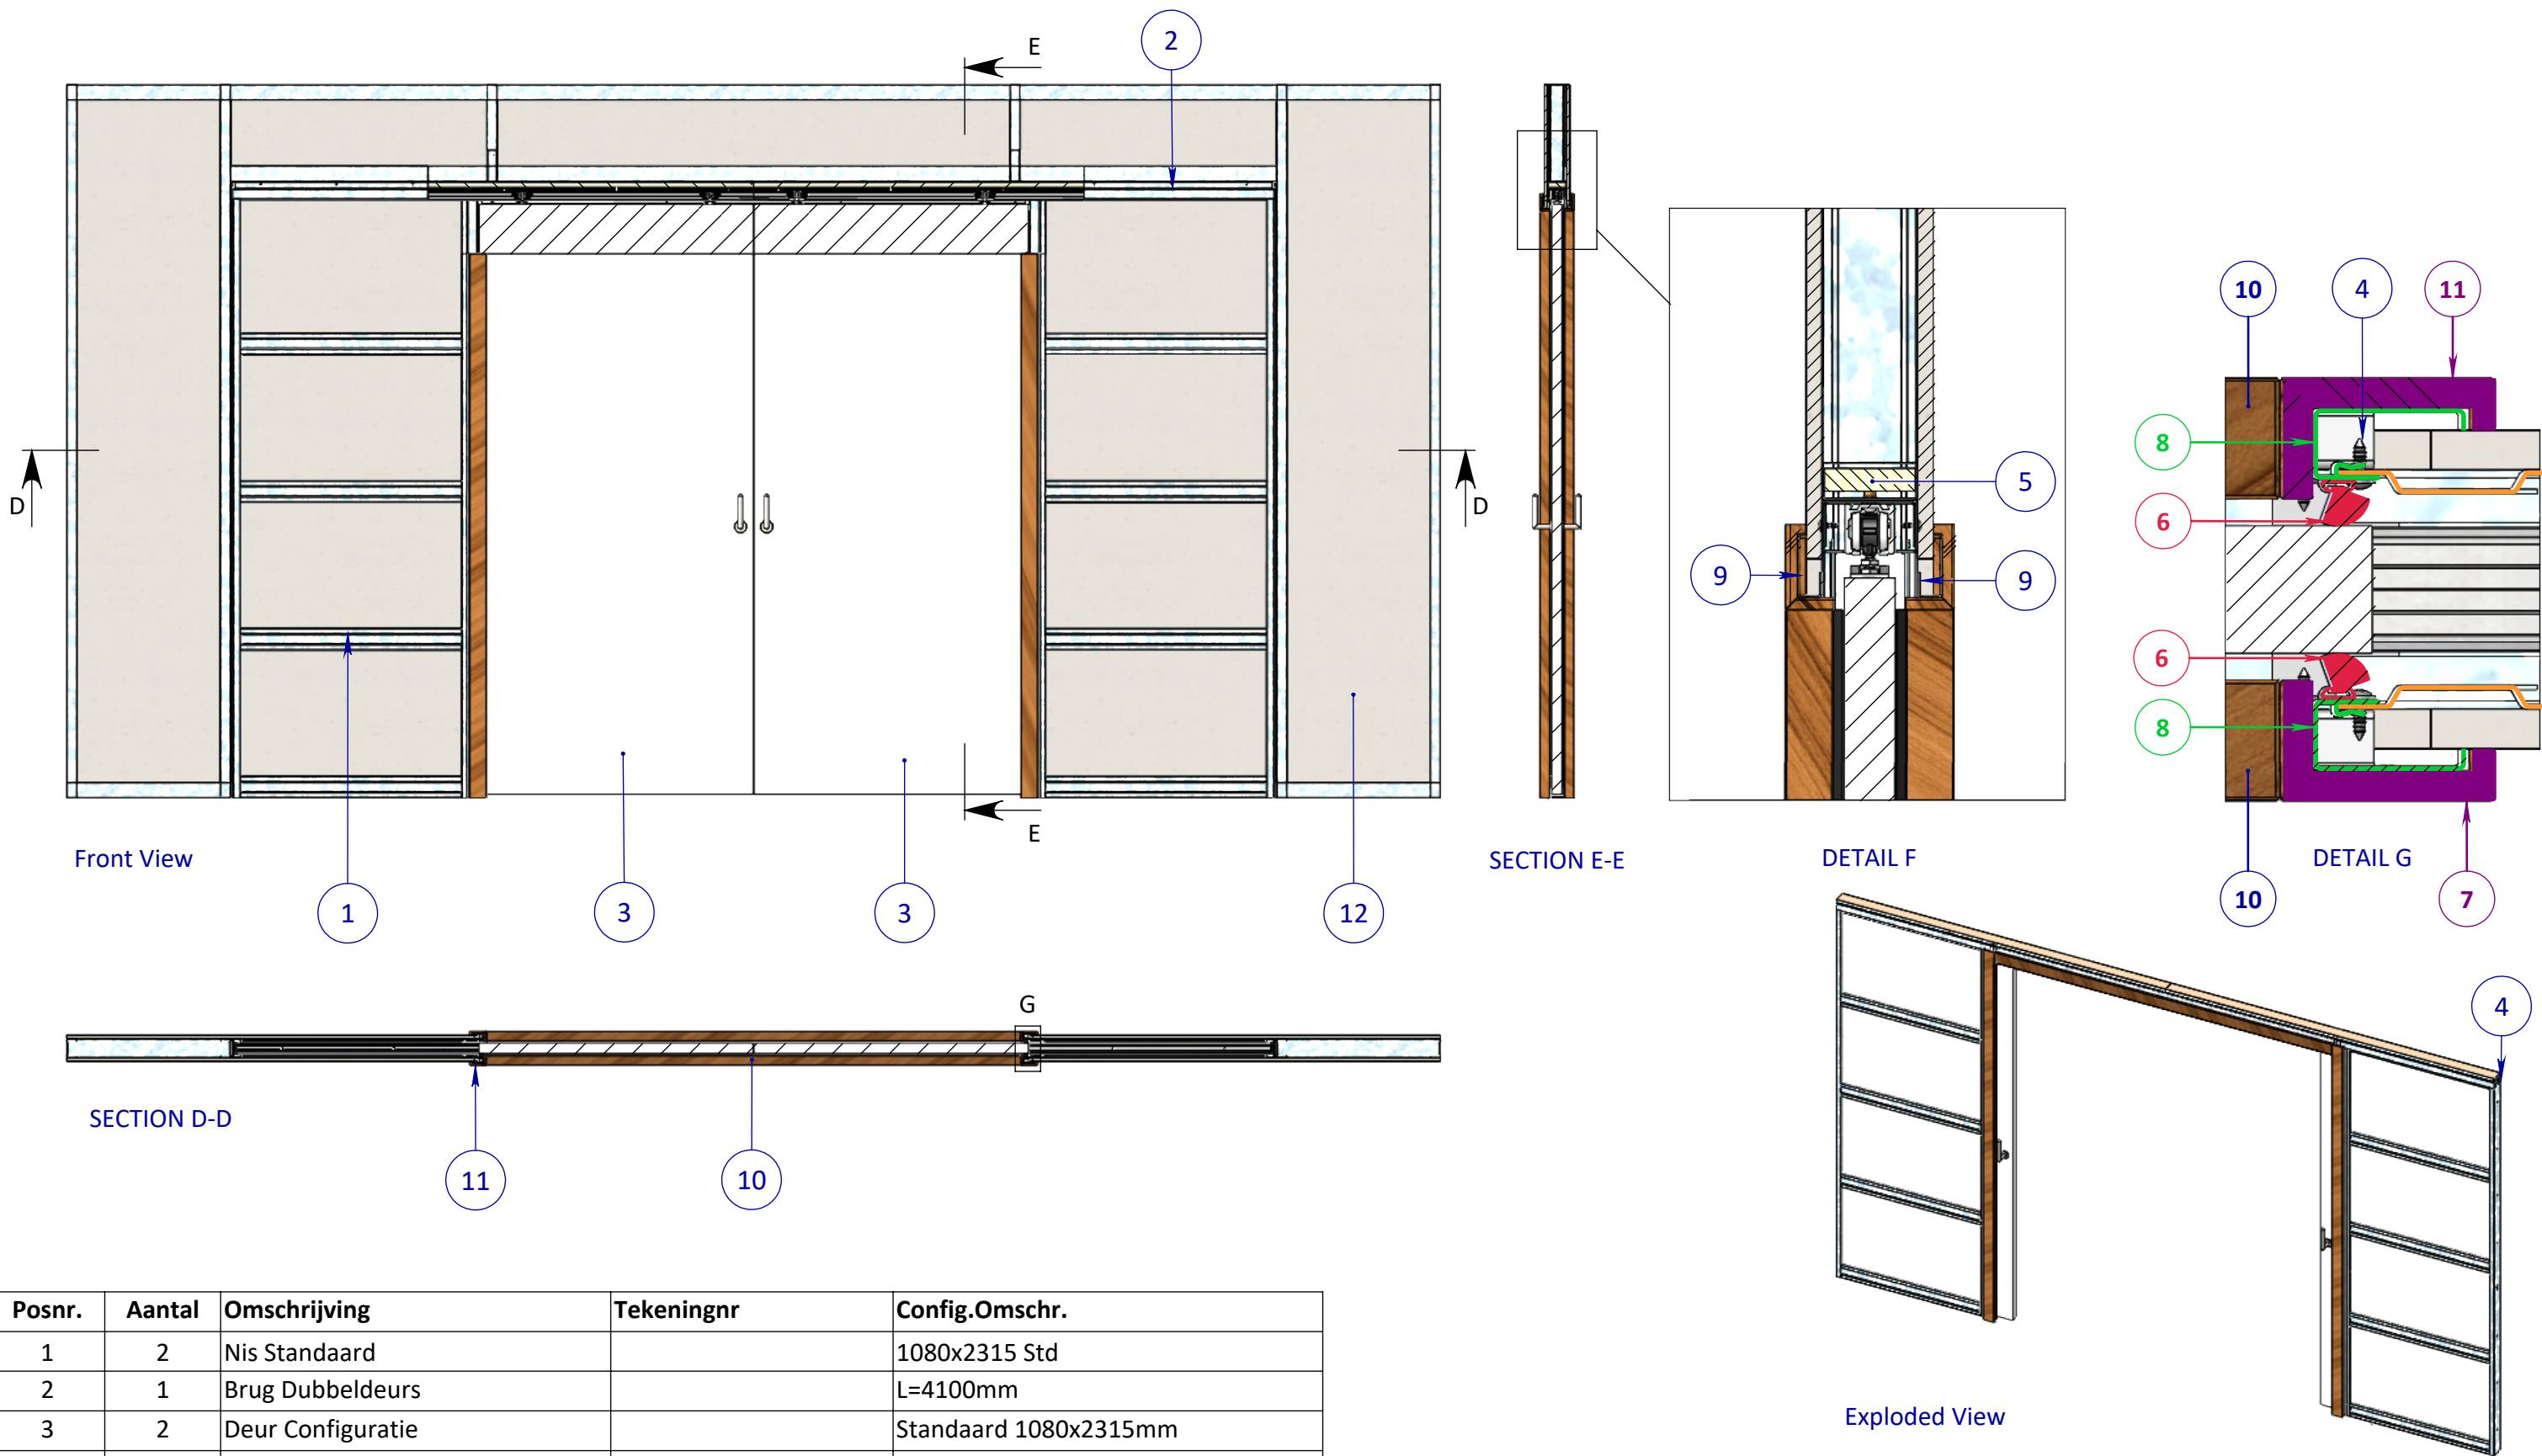 E
2
D
D
E
Front View
1
3
3
12
SECTION E-E
5
9
9
DETAIL F
10
4
11
8
6
6
8
DETAIL G
10
7
G
SECTION D-D
11
10
4
Exploded View
Posnr. Aantal Omschrijving Tekeningnr Config.Omschr.
1 2 Nis Standaard 1080x2315 Std
2 1 Brug Dubbeldeurs L=4100mm
3 2 Deur Configuratie Standaard 1080x2315mm